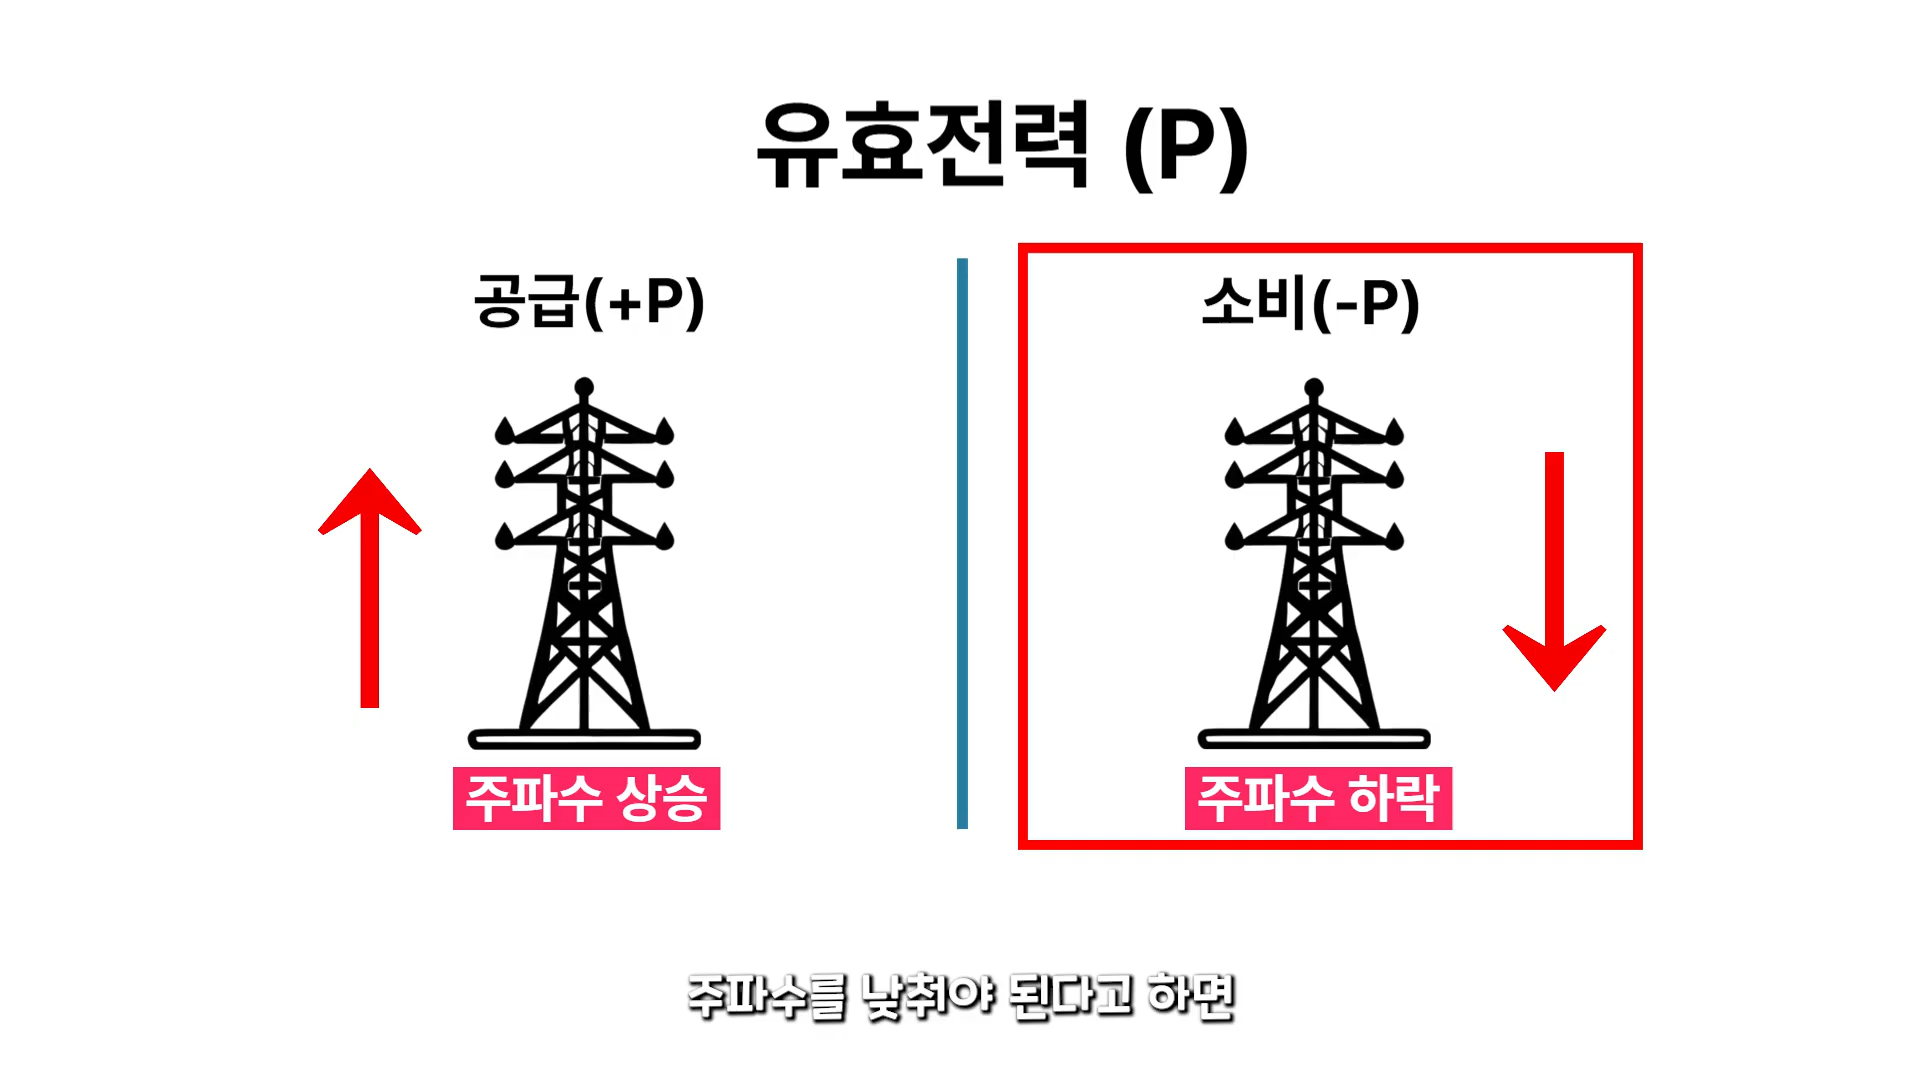 유효전력 (P)
공급(+P)
소비(-P)
주파수 상승
주파수 하락
주파수를 낮춰야 된다고 하면